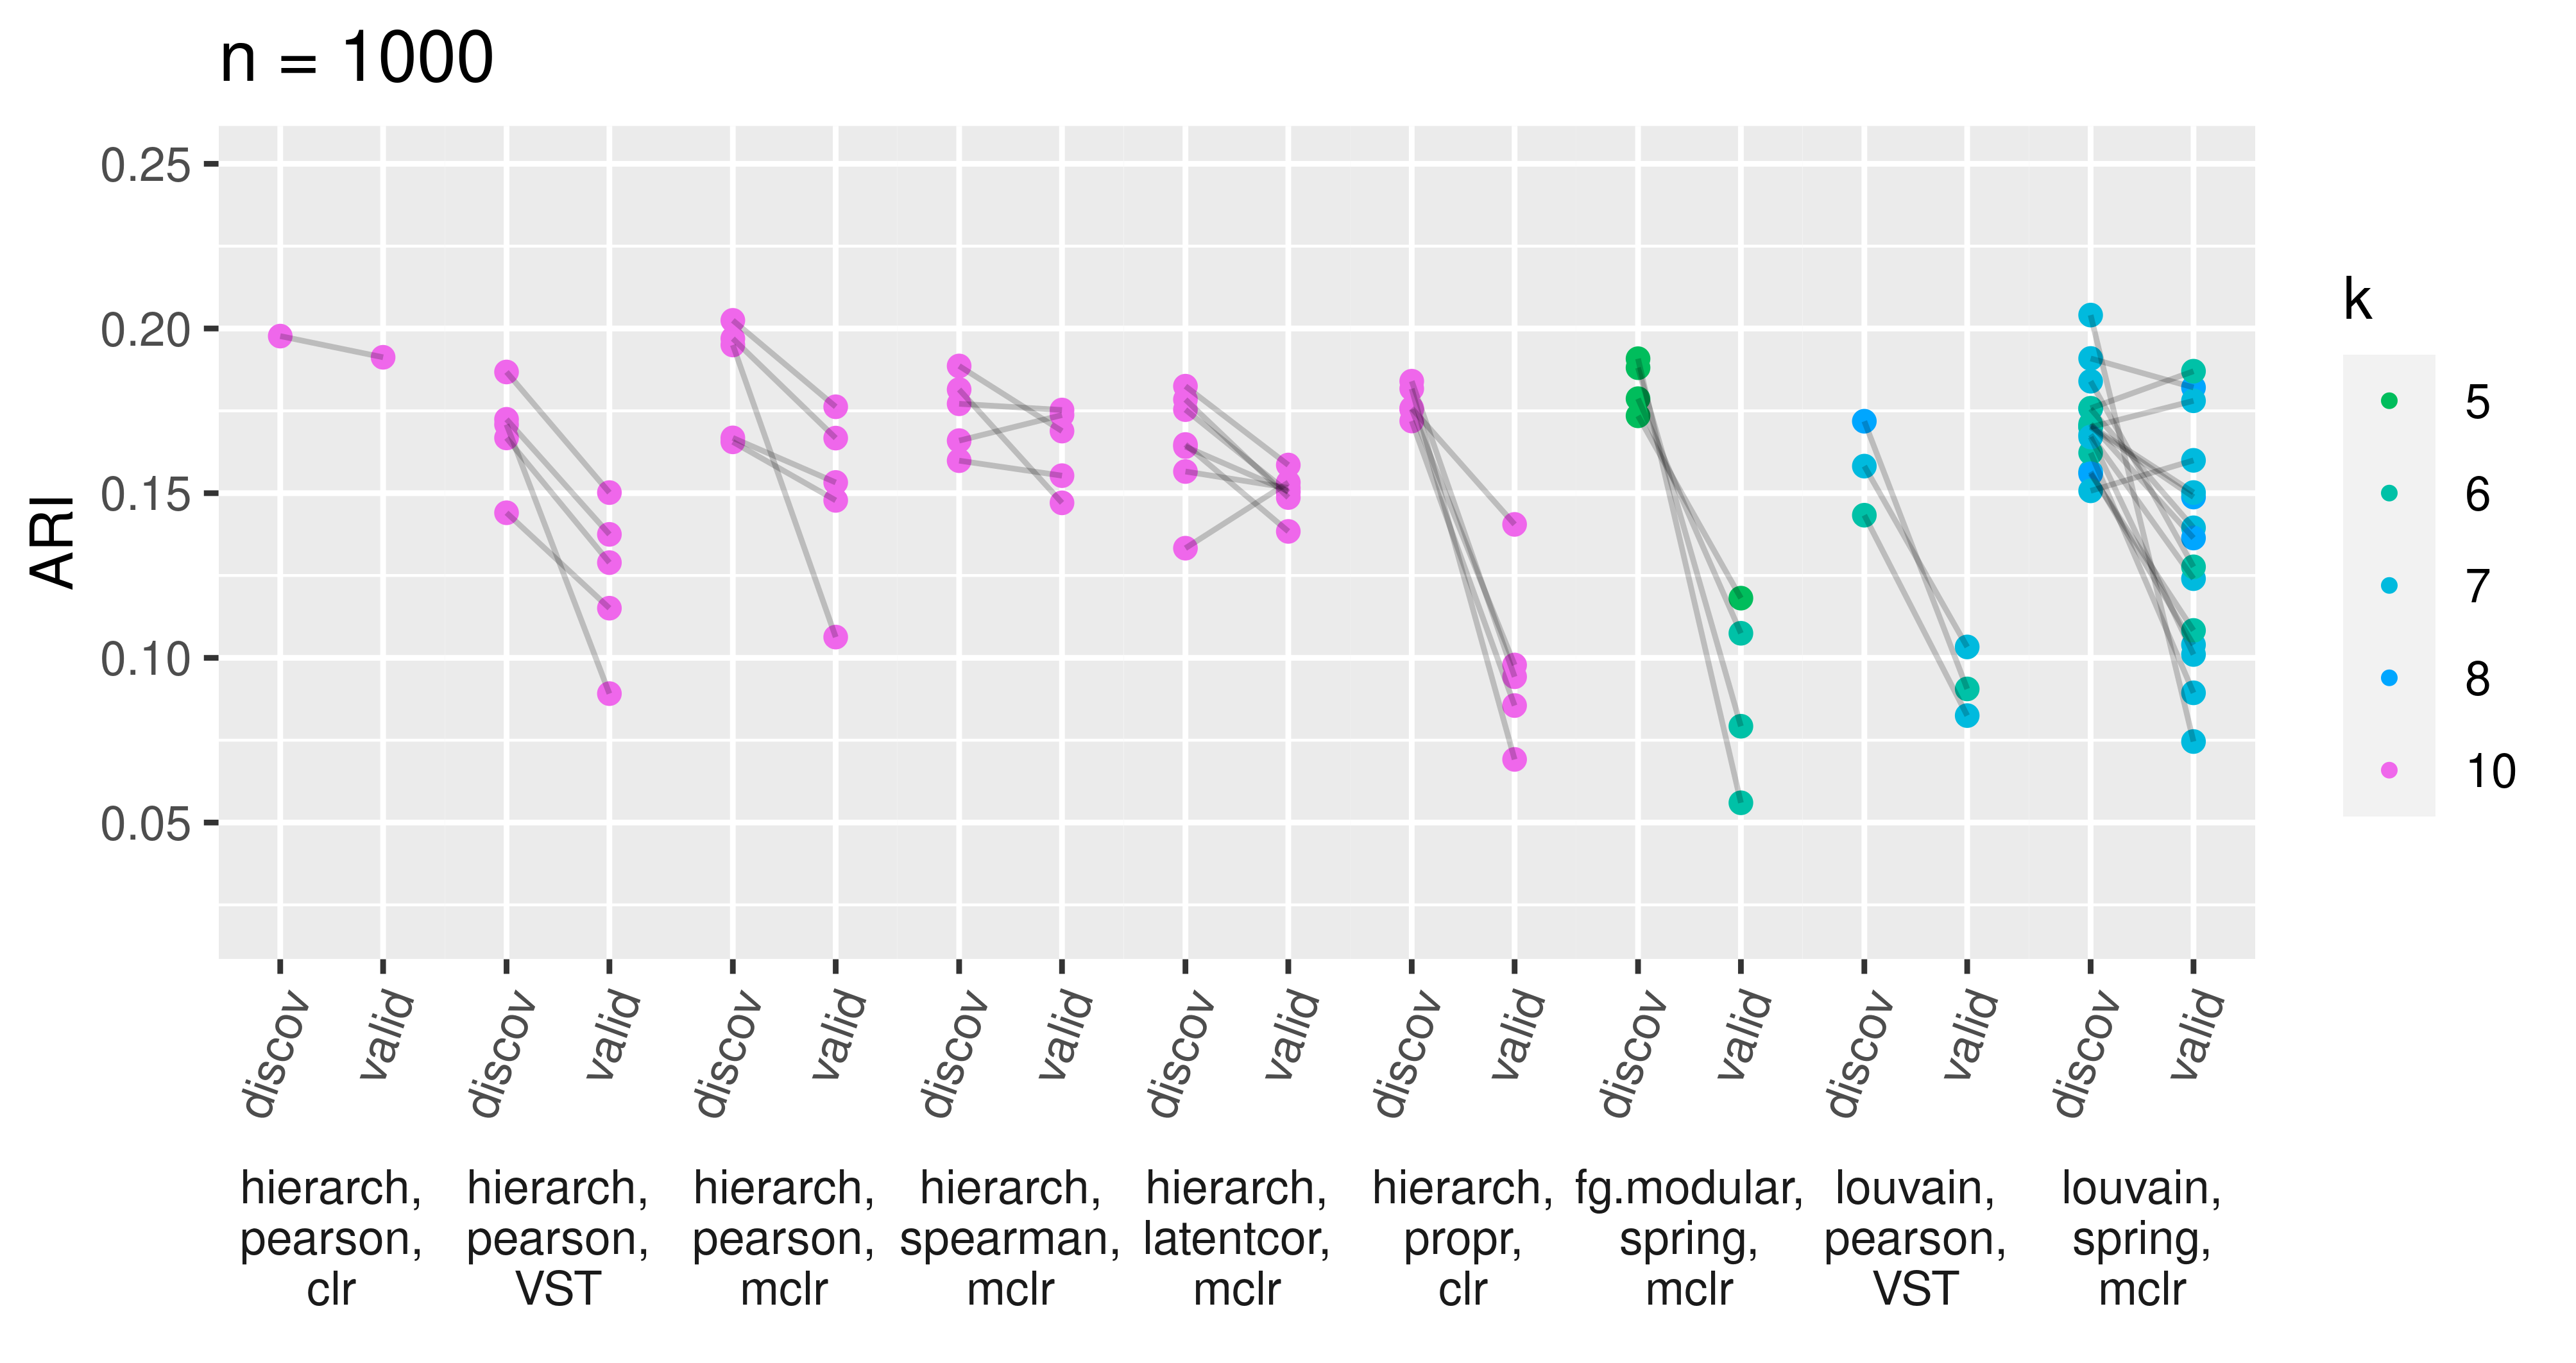 n = 1000
ARI
0.25
0.20
0.15
0.10
0.05
discov valid discov valid discov valid discov valid discov valid discov valid discov valid discov valid discov valid
hierarch, hierarch, hierarch, hierarch, hierarch, hierarch, fg.modular, louvain, louvain,
pearson, pearson, pearson, spearman, latentcor, propr, spring, pearson, spring,
clr VST mclr mclr mclr clr mclr VST mclr
k
5
6
7
8
10